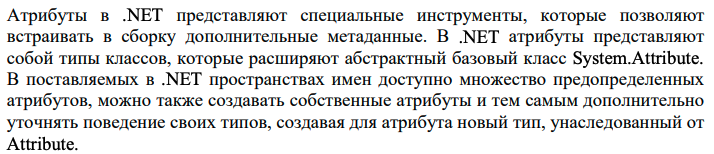 Атрибуты в .NET представляют специальные инструменты, которые позволяют
встраивать в сборку дополнительные метаданные. В .NET атрибуты представляют
собой типы классов, которые расширяют абстрактный базовый класс System.Attribute.
В поставляемых в .NET пространствах имен доступно множество предопределенных
атрибутов, можно также создавать собственные атрибуты и тем самым дополнительно
уточнять поведение своих типов, создавая для атрибута новый тип, унаследованный от
Attribute.